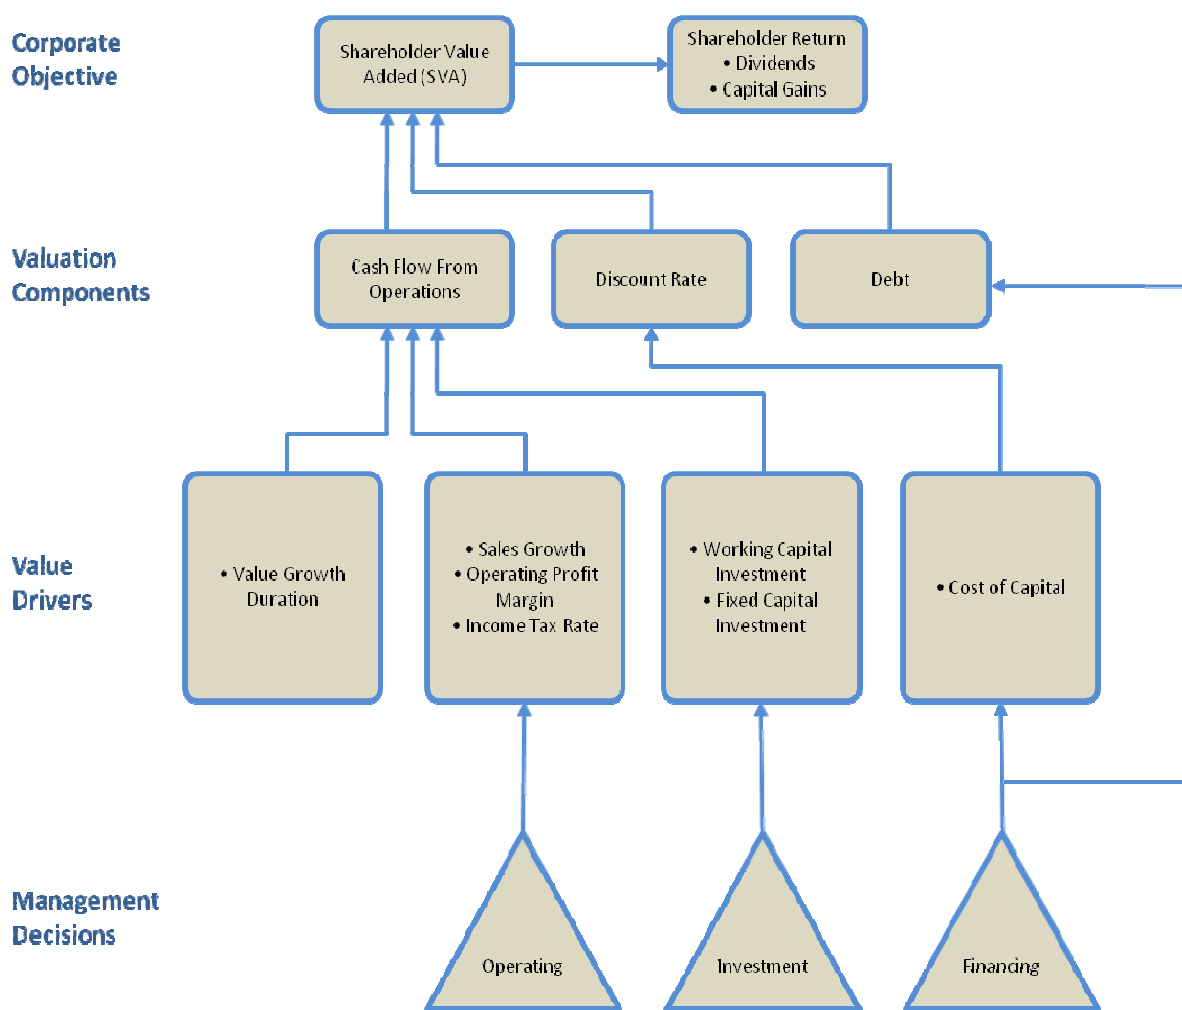 Corporate
Objective
Shareholder Value
Added (SVA)
Shareholder Return
• Dividends
• Capital Gains
Valuation
Components
Cash Flow From
Operations
Discount Rate
Debt
Value
Drivers
• Value Growth
Duration
• Sales Growth
• Operating Profit
Margin
• Income Tax Rate
• Working Capital
Investment
• Fixed Capital
Investment
• Cost of Capital
Management
Decisions
Operating
Investment
Financing